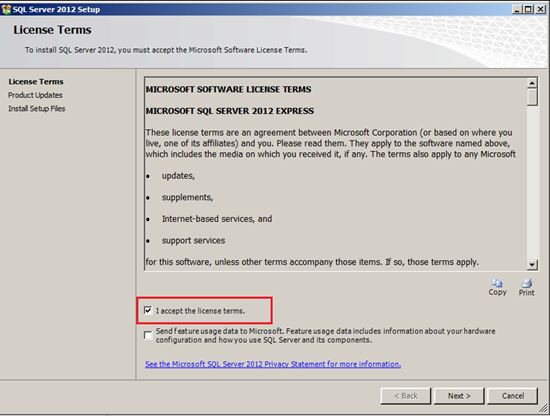 SQL Server 2012 Setup
License Terms
To install SQL Server 2012, you must accept the Microsoft Software License Terms.
License Terms
Product Updates
Install Setup Files
MICROSOFT SOFTWARE LICENSE TERMS
MICROSOFT SQL SERVER 2012 EXPRESS
These license terms are an agreement between Microsoft Corporation (or based on where you
live, one of its affiliates) and you. Please read them. They apply to the software named above,
which includes the media on which you received it, if any. The terms also apply to any Microsoft
• updates,
• supplements,
• Internet-based services, and
• support services
for this software, unless other terms accompany those items. If so, those terms apply.
Copy Print
I accept the license terms.
Send feature usage data to Microsoft. Feature usage data includes information about your hardware
configuration and how you use SQL Server and its components.
See the Microsoft SQL Server 2012 Privacy Statement for more information.
< Back Next > Cancel